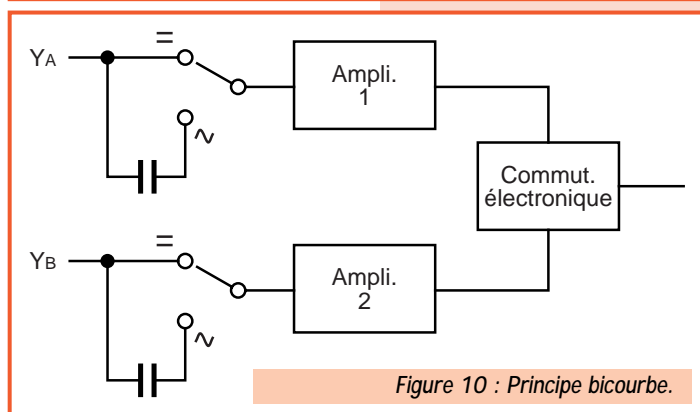 =
YA
Ampli.
1
~
Commut.
électronique
=
YB
Ampli.
2
~
Figure 10 : Principe bicourbe.